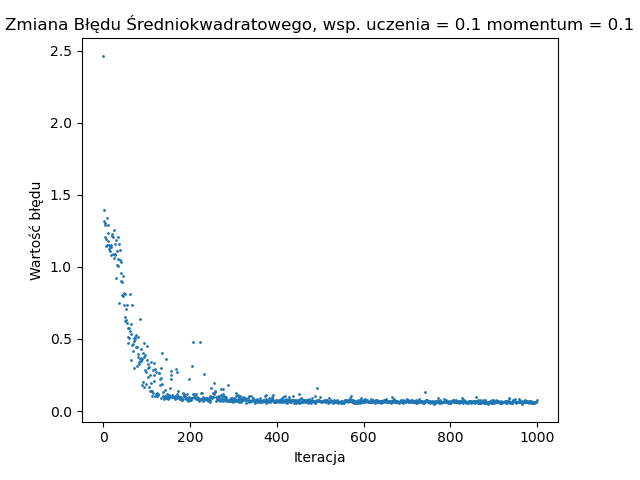 Zmiana Błędu Średniokwadratowego, wsp. uczenia = 0.1 momentum = 0.1
2.5
2.0
1.5
1.0
0.5
0.0
Wartość błędu
0 200 400 600 800 1000
Iteracja